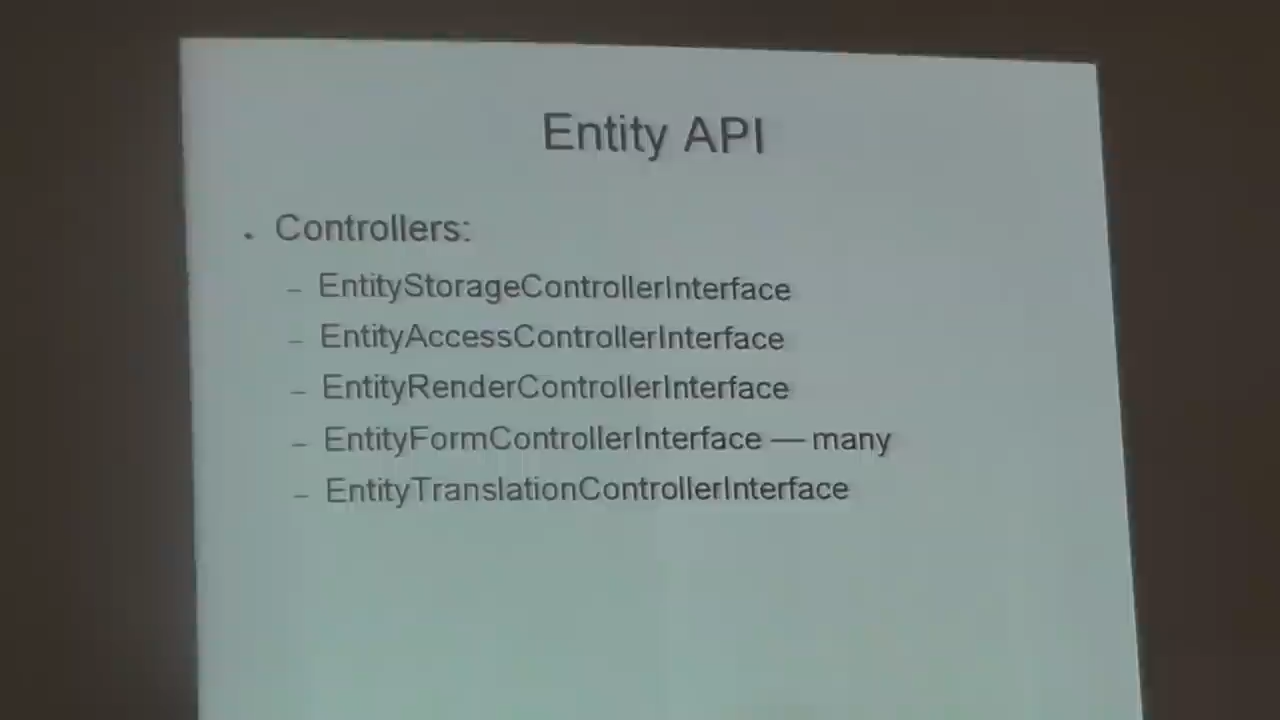 Entity API
• Controllers:
– EntityStorageControllerInterface
– EntityAccessControllerInterface
– EntityRenderControllerInterface
– EntityFormControllerInterface — many
– EntityTranslationControllerInterface